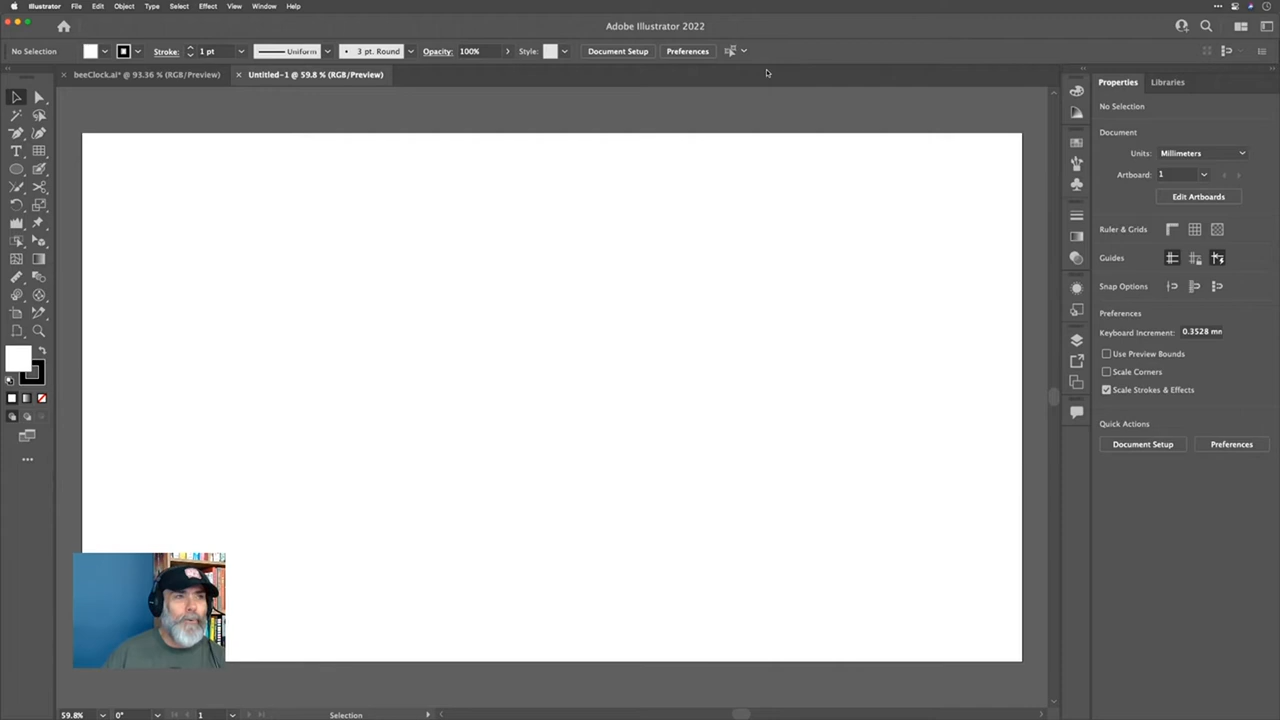 Illustrator File Edit Object Type Select Effect View Window Help
Adobe Illustrator 2022
No Selection Stroke: 1 pt Uniform 3 pt. Round Opacity: 100% Style: Document Setup Preferences
beeClock.ai* @ 93.36 % (RGB/Preview) Untitled-1 @ 59.8 % (RGB/Preview)
Properties Libraries
No Selection
Document
Units: Millimeters
Artboard: 1
Edit Artboards
Ruler & Grids
Guides
Snap Options
Preferences
Keyboard Increment: 0.3528 mm
Use Preview Bounds
Scale Corners
Scale Strokes & Effects
Quick Actions
Document Setup Preferences
59.8% 0° 1 Selection